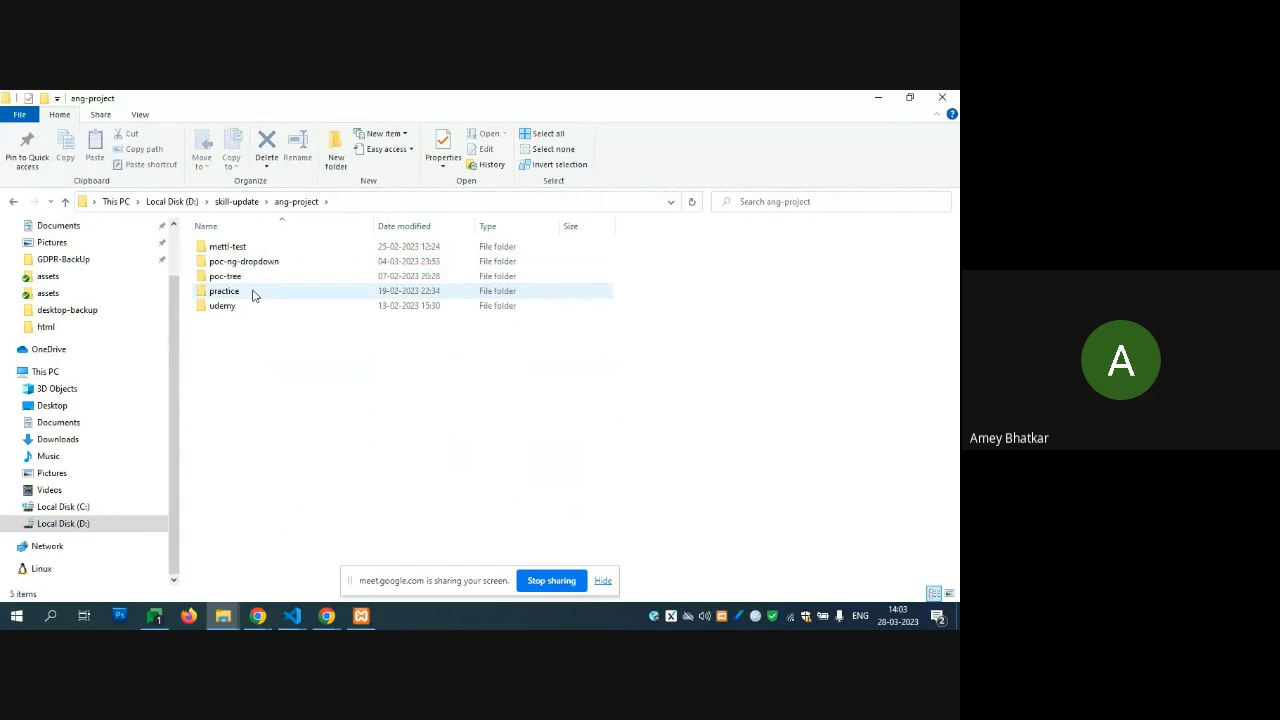 ang-project
File Home Share View
Pin to Quick access
Copy
Paste
Cut
Copy path
Paste shortcut
Clipboard
Move to
Copy to
Delete
Rename
Organize
New folder
New item
Easy access
New
Properties
Open
Edit
History
Open
Select all
Select none
Invert selection
Select
This PC > Local Disk (D:) > skill-update > ang-project >
Search ang-project
Documents
Pictures
GDPR-BackUp
assets
assets
desktop-backup
html
OneDrive
This PC
3D Objects
Desktop
Documents
Downloads
Music
Pictures
Videos
Local Disk (C:)
Local Disk (D:)
Network
Linux
Name Date modified Type Size
mettl-test 25-02-2023 12:24 File folder
poc-ng-dropdown 04-03-2023 23:53 File folder
poc-tree 07-02-2023 20:28 File folder
practice 19-02-2023 22:34 File folder
udemy 13-02-2023 15:30 File folder
A
Amey Bhatkar
meet.google.com is sharing your screen. Stop sharing Hide
5 items
Ps
1
X
ENG
14:03
28-03-2023
2